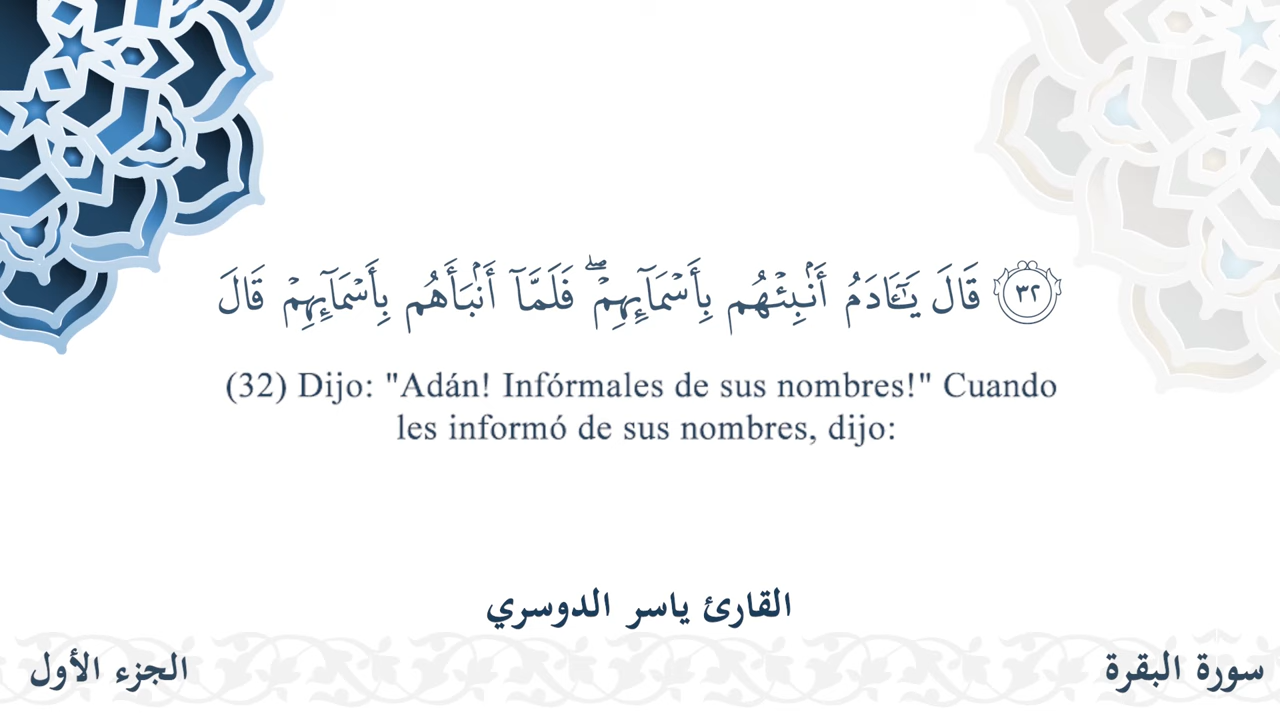 ٣٢ قَالَ يَـٰٓـَٔادَمُ أَنۢبِئْهُم بِأَسْمَآئِهِمْ ۖ فَلَمَّآ أَنۢبَأَهُم بِأَسْمَآئِهِمْ قَالَ
(32) Dijo: "Adán! Infórmales de sus nombres!" Cuando
les informó de sus nombres, dijo:
القارئ ياسر الدوسري
سورة البقرة
الجزء الأول